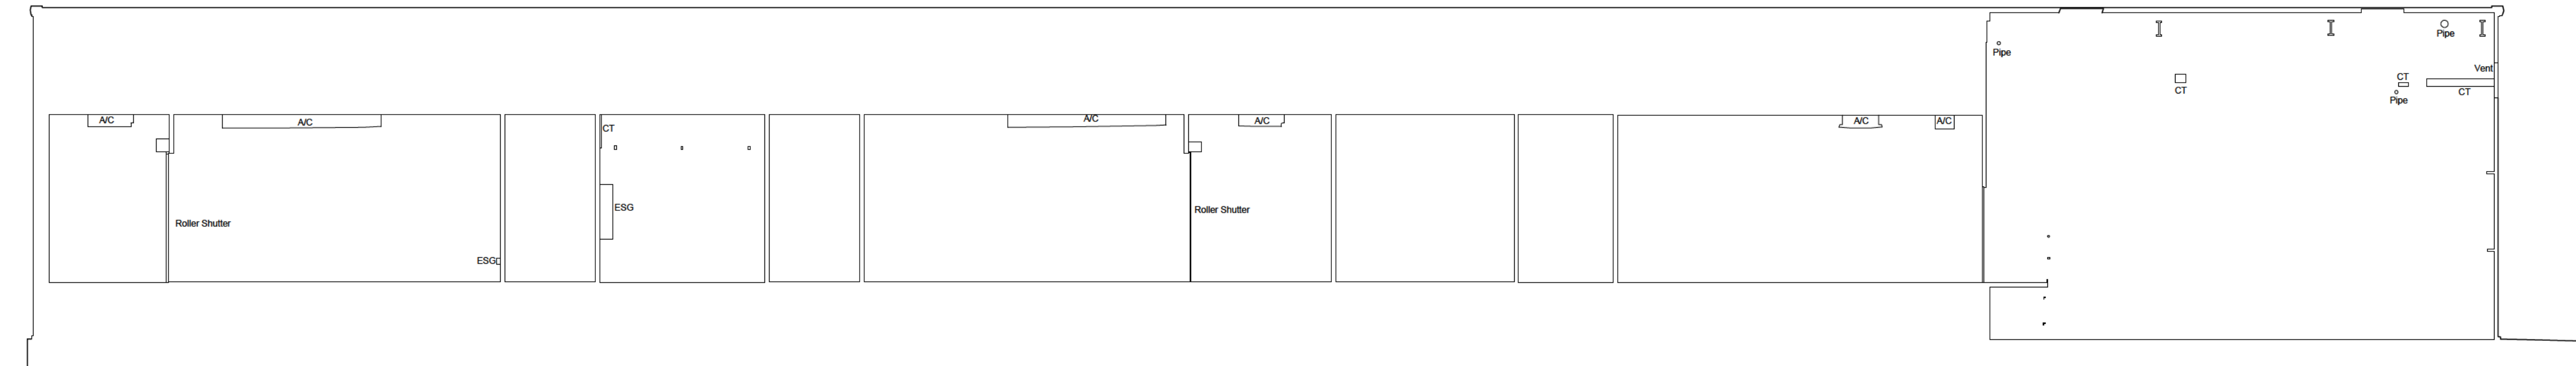 Pipe
Pipe
Vent
CT
CT
CT
Pipe
A/C
A/C
CT
A/C
A/C
A/C
A/C
ESG
Roller Shutter
Roller Shutter
ESG